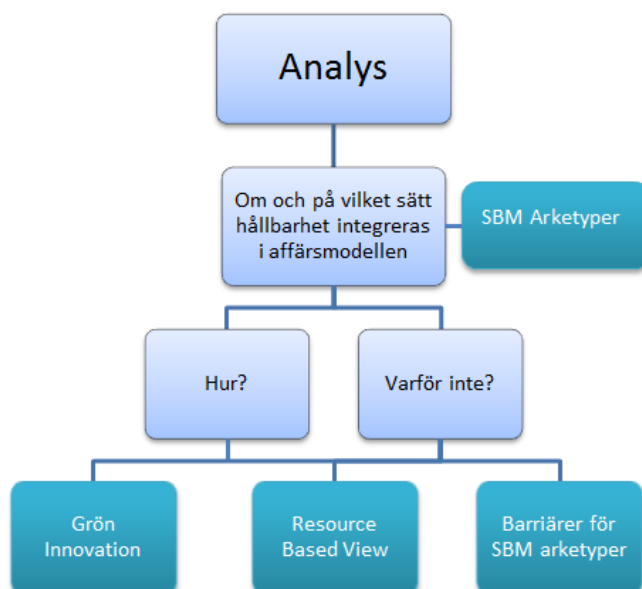 Analys
Om och på vilket sätt
hållbarhet integreras
i affärsmodellen
SBM Arketyper
Hur?
Varför inte?
Grön
Innovation
Resource
Based View
Barriärer för
SBM arketyper